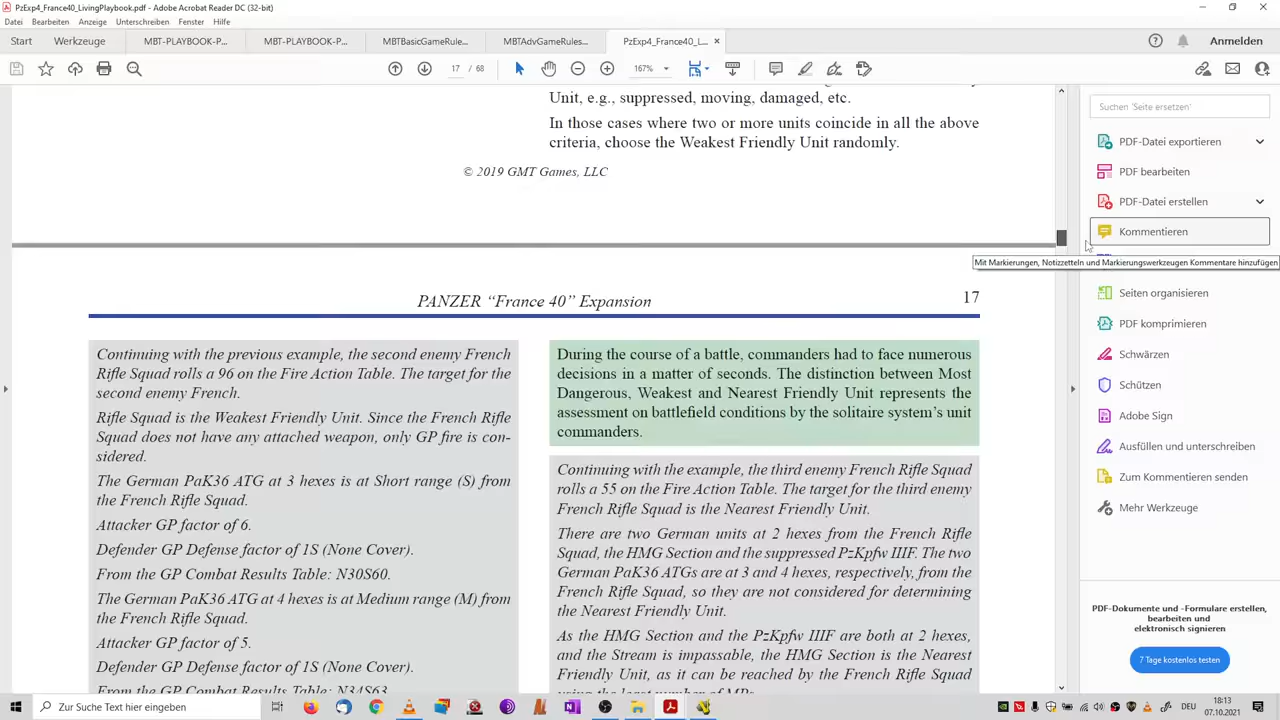 PzExp4_France40_LivingPlaybook.pdf - Adobe Acrobat Reader DC (32-bit)
Datei Bearbeiten Anzeige Unterschreiben Fenster Hilfe
Start Werkzeuge MBT-PLAYBOOK-P... MBT-PLAYBOOK-P... MBTBasicGameRule... MBTAdvGameRules... PzExp4_France40_L... × Anmelden
17 / 68 167%
Unit, e.g., suppressed, moving, damaged, etc.
In those cases where two or more units coincide in all the above
criteria, choose the Weakest Friendly Unit randomly.
© 2019 GMT Games, LLC
PANZER “France 40” Expansion
17
Continuing with the previous example, the second enemy French
Rifle Squad rolls a 96 on the Fire Action Table. The target for the
second enemy French.
Rifle Squad is the Weakest Friendly Unit. Since the French Rifle
Squad does not have any attached weapon, only GP fire is con-
sidered.
The German PaK36 ATG at 3 hexes is at Short range (S) from
the French Rifle Squad.
Attacker GP factor of 6.
Defender GP Defense factor of 1S (None Cover).
From the GP Combat Results Table: N30S60.
The German PaK36 ATG at 4 hexes is at Medium range (M) from
the French Rifle Squad.
Attacker GP factor of 5.
Defender GP Defense factor of 1S (None Cover).
From the GP Combat Results Table: N34S63
During the course of a battle, commanders had to face numerous
decisions in a matter of seconds. The distinction between Most
Dangerous, Weakest and Nearest Friendly Unit represents the
assessment on battlefield conditions by the solitaire system’s unit
commanders.
Continuing with the example, the third enemy French Rifle Squad
rolls a 55 on the Fire Action Table. The target for the third enemy
French Rifle Squad is the Nearest Friendly Unit.
There are two German units at 2 hexes from the French Rifle
Squad, the HMG Section and the suppressed PzKpfw IIIF. The two
German PaK36 ATGs are at 3 and 4 hexes, respectively, from the
French Rifle Squad, so they are not considered for determining
the Nearest Friendly Unit.
As the HMG Section and the PzKpfw IIIF are both at 2 hexes,
and the Stream is impassable, the HMG Section is the Nearest
Friendly Unit, as it can be reached by the French Rifle Squad
using the least number of MPs
Suchen 'Seite ersetzen'
PDF-Datei exportieren
PDF bearbeiten
PDF-Datei erstellen
Kommentieren
Mit Markierungen, Notizzetteln und Markierungswerkzeugen Kommentare hinzufügen
Seiten organisieren
PDF komprimieren
Schwärzen
Schützen
Adobe Sign
Ausfüllen und unterschreiben
Zum Kommentieren senden
Mehr Werkzeuge
PDF-Dokumente und -Formulare erstellen,
bearbeiten und
elektronisch signieren
7 Tage kostenlos testen
Zur Suche Text hier eingeben
DEU
18:13
07.10.2021